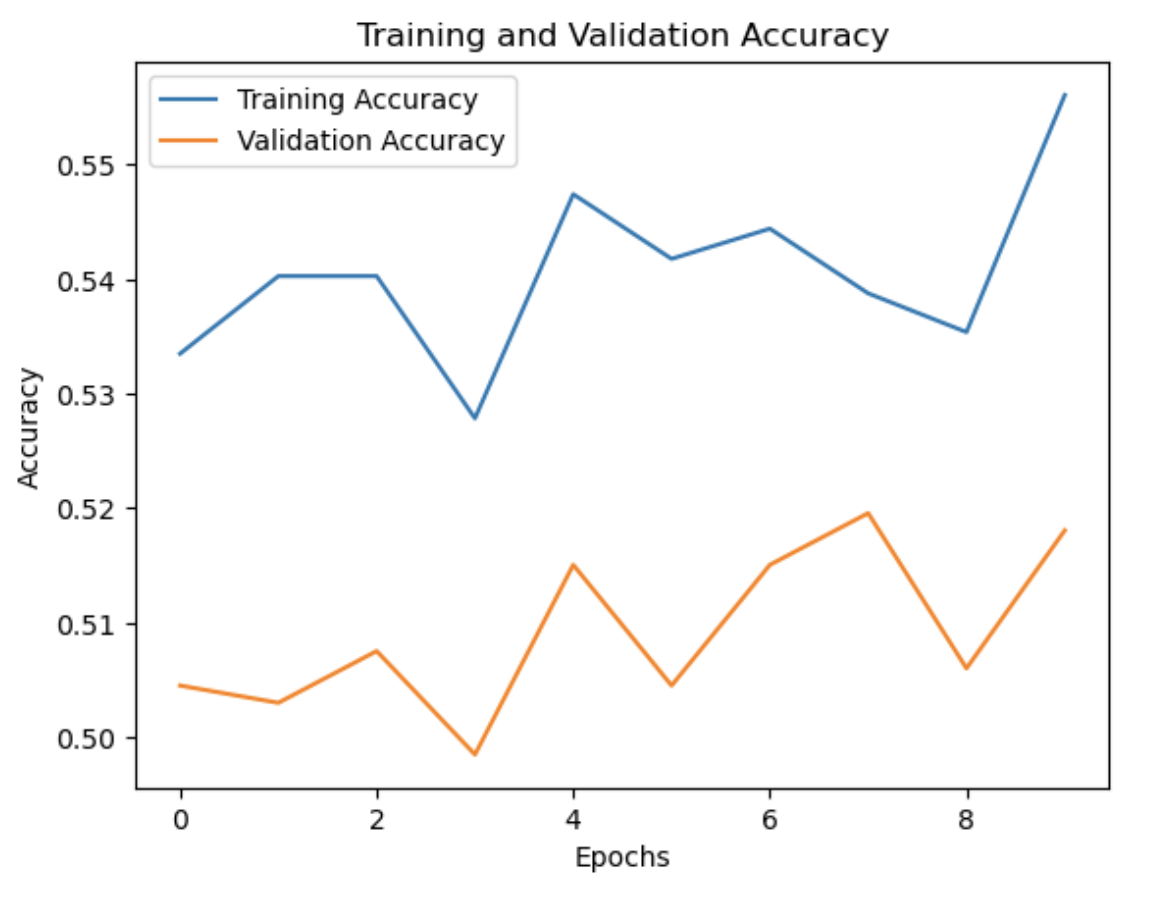 Training and Validation Accuracy
Training Accuracy
Validation Accuracy
0.55
0.54
0.53
0.52
0.51
0.50
Accuracy
0 2 4 6 8
Epochs